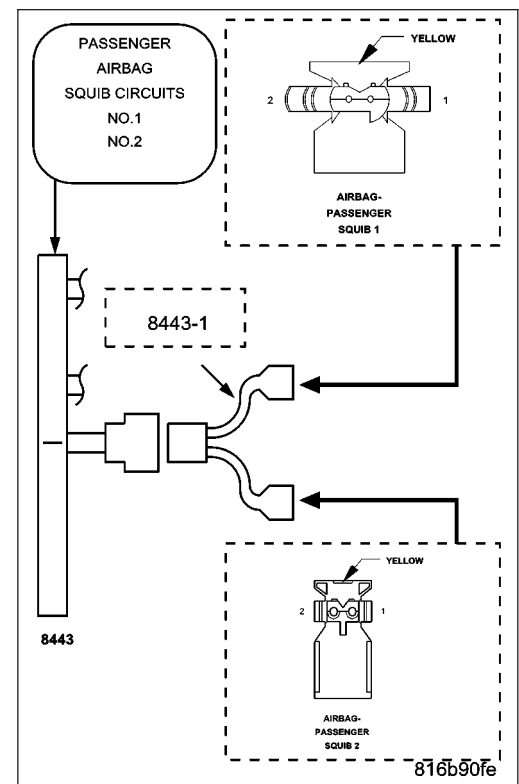 PASSENGER
AIRBAG
SQUIB CIRCUITS
NO.1
NO.2
YELLOW
2
1
AIRBAG-
PASSENGER
SQUIB 1
8443-1
8443
YELLOW
2
1
AIRBAG-
PASSENGER
SQUIB 2
816b90fe